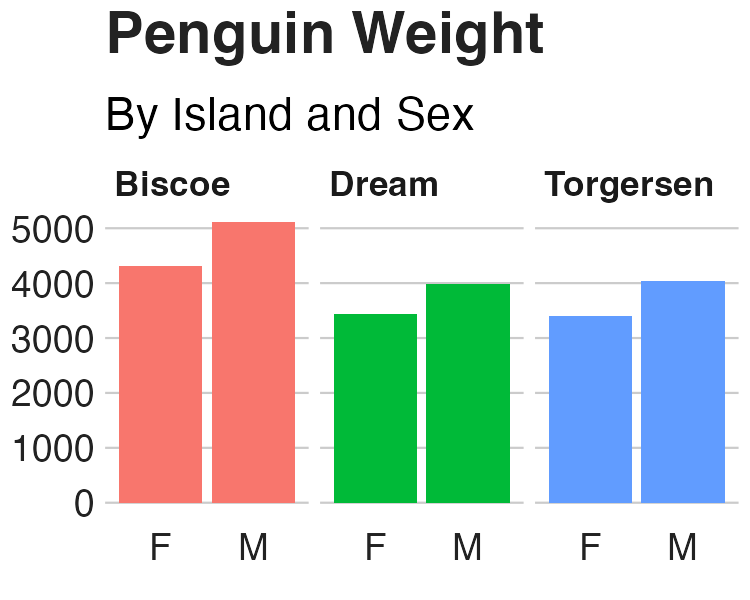 Penguin Weight
By Island and Sex
Biscoe Dream Torgersen
5000
4000
3000
2000
1000
0
F M F M F M